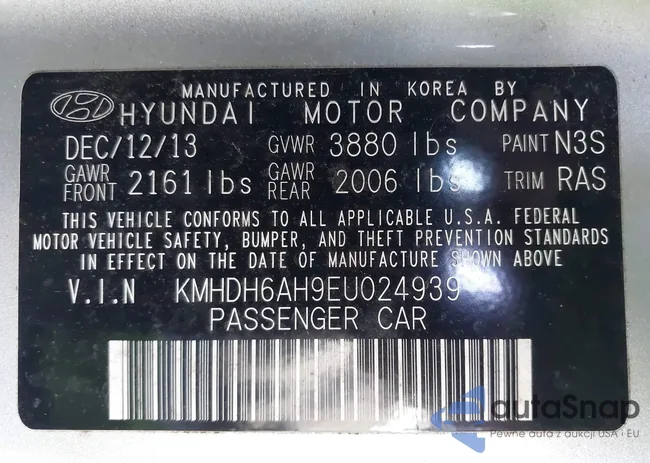 MANUFACTURED IN KOREA BY
HYUNDAI MOTOR COMPANY
DEC/12/13 GVWR 3880 lbs PAINT N3S
GAWR FRONT 2161 lbs GAWR REAR 2006 lbs TRIM RAS
THIS VEHICLE CONFORMS TO ALL APPLICABLE U.S.A. FEDERAL
MOTOR VEHICLE SAFETY, BUMPER, AND THEFT PREVENTION STANDARDS
IN EFFECT ON THE DATE OF MANUFACTURE SHOWN ABOVE
V.I.N KMHDH6AH9EU024939
PASSENGER CAR
autaSnap
Pewne auta z aukcji USA i EU